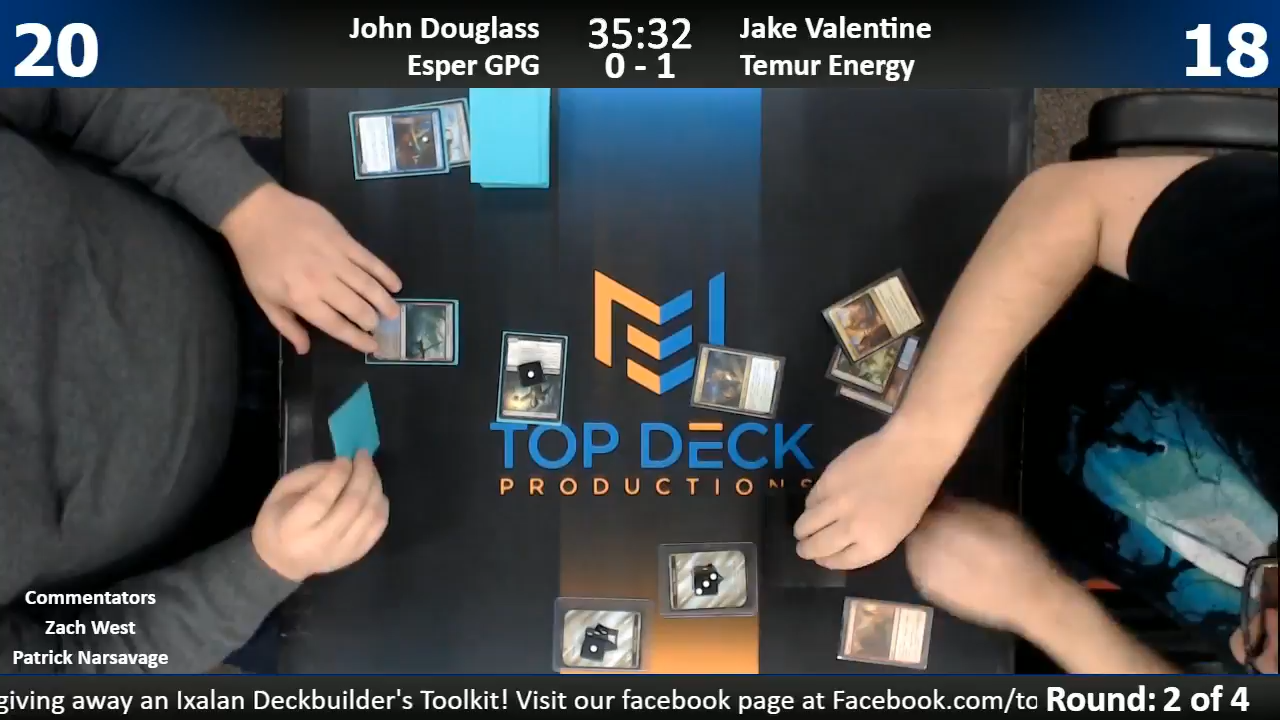 20
John Douglass
Esper GPG
35:32
0 - 1
Jake Valentine
Temur Energy
18
TOP DECK
PRODUCTIONS
Commentators
Zach West
Patrick Narsavage
giving away an Ixalan Deckbuilder's Toolkit! Visit our facebook page at Facebook.com/to
Round: 2 of 4